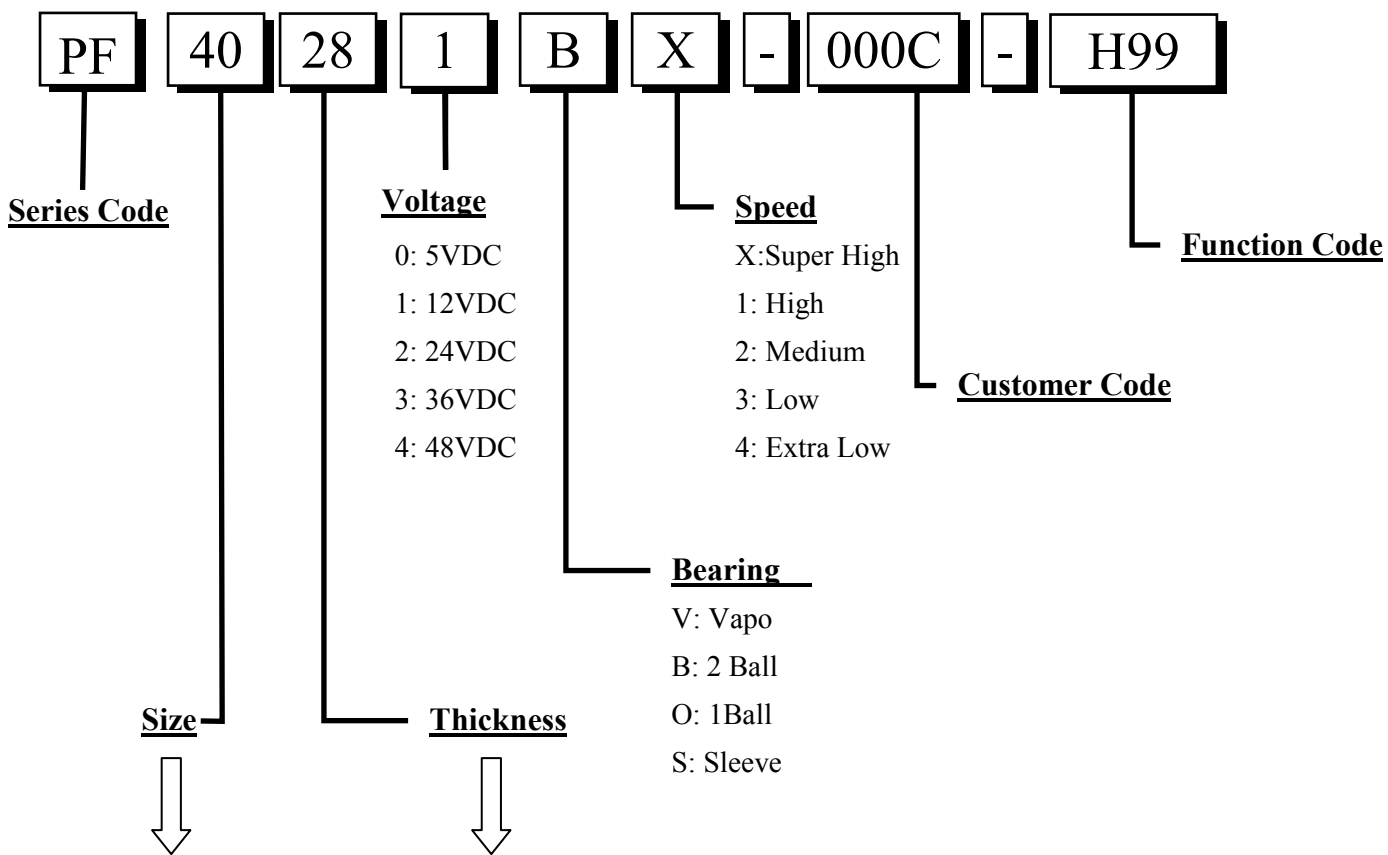 PF 40 28 1 B X - 000C - H99
Series Code
Voltage
0: 5VDC
1: 12VDC
2: 24VDC
3: 36VDC
4: 48VDC
Speed
X:Super High
1: High
2: Medium
3: Low
4: Extra Low
Function Code
Customer Code
Bearing
V: Vapo
B: 2 Ball
O: 1Ball
S: Sleeve
Size
Thickness